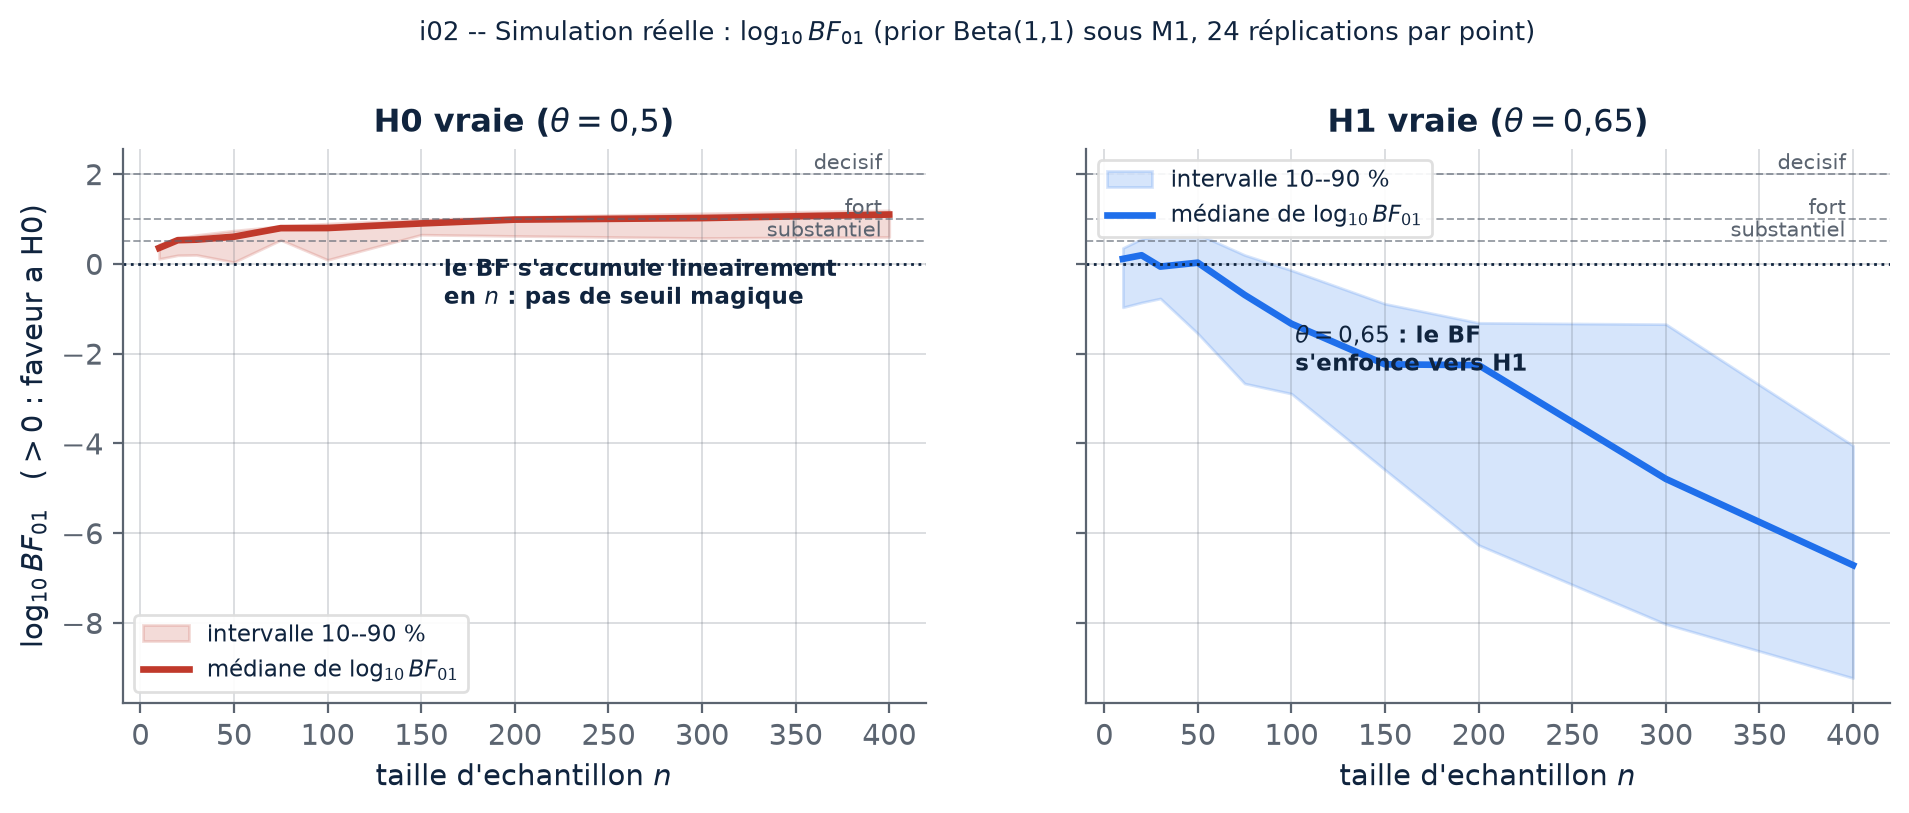 i02 -- Simulation réelle : log₁₀ BF₀₁ (prior Beta(1,1) sous M1, 24 réplications par point)
H0 vraie (θ = 0,5)
log₁₀ BF₀₁ (> 0 : faveur a H0)
2
0
−2
−4
−6
−8
decisif
fort
substantiel
le BF s'accumule lineairement
en n : pas de seuil magique
intervalle 10--90 %
médiane de log₁₀ BF₀₁
0 50 100 150 200 250 300 350 400
taille d'echantillon n
H1 vraie (θ = 0,65)
intervalle 10--90 %
médiane de log₁₀ BF₀₁
decisif
fort
substantiel
θ = 0,65 : le BF
s'enfonce vers H1
0 50 100 150 200 250 300 350 400
taille d'echantillon n